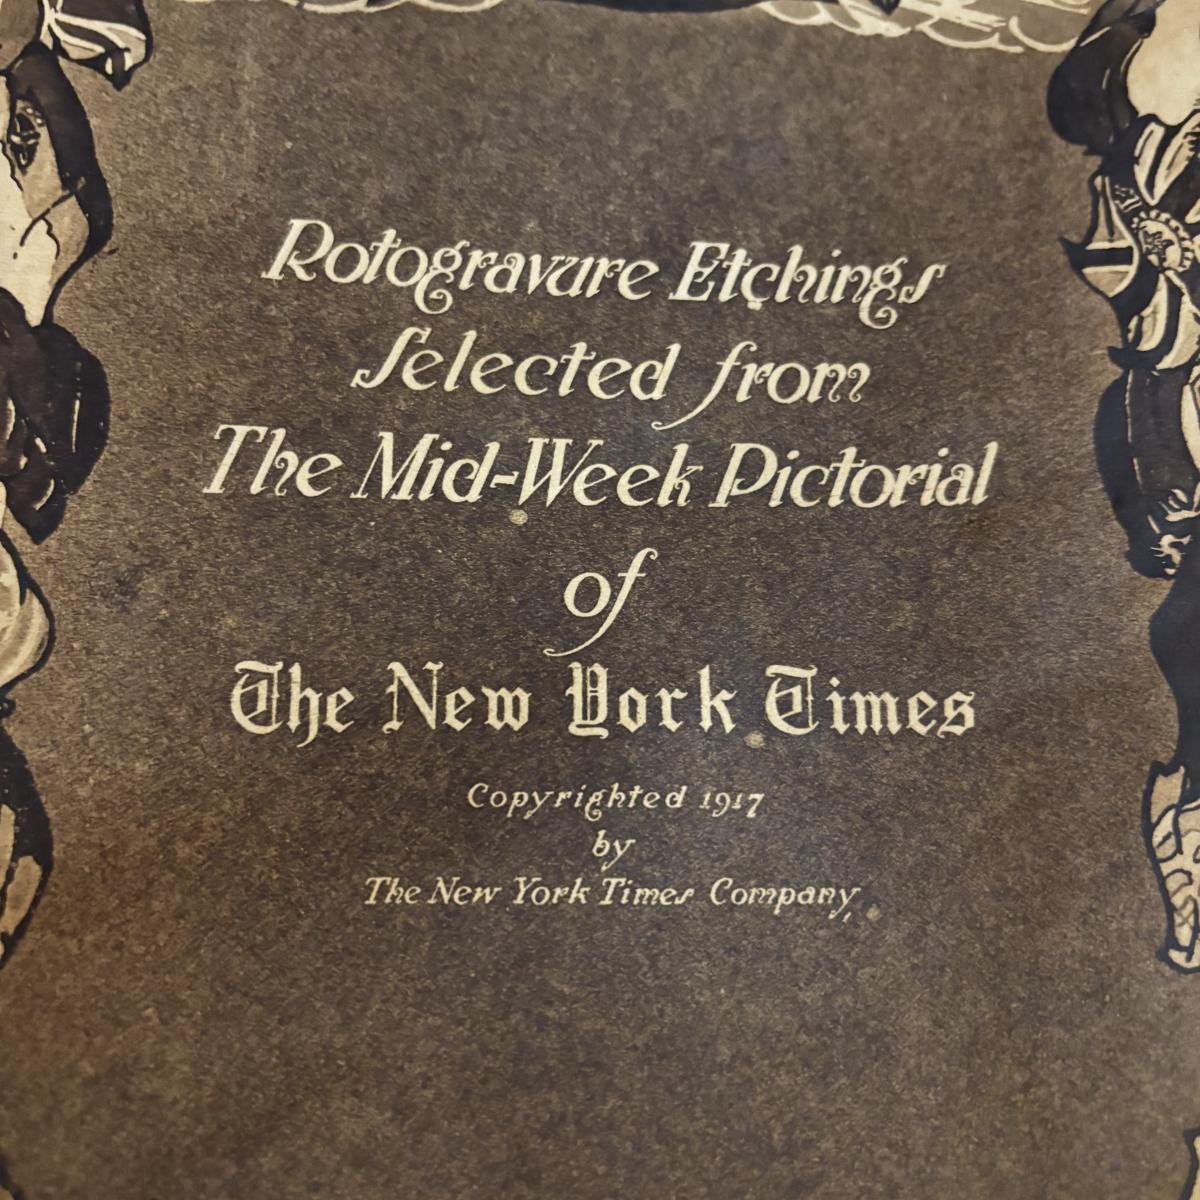 Rotogravure Etchings
Selected from
The Mid-Week Pictorial
of
The New York Times
Copyrighted 1917
by
The New York Times Company,